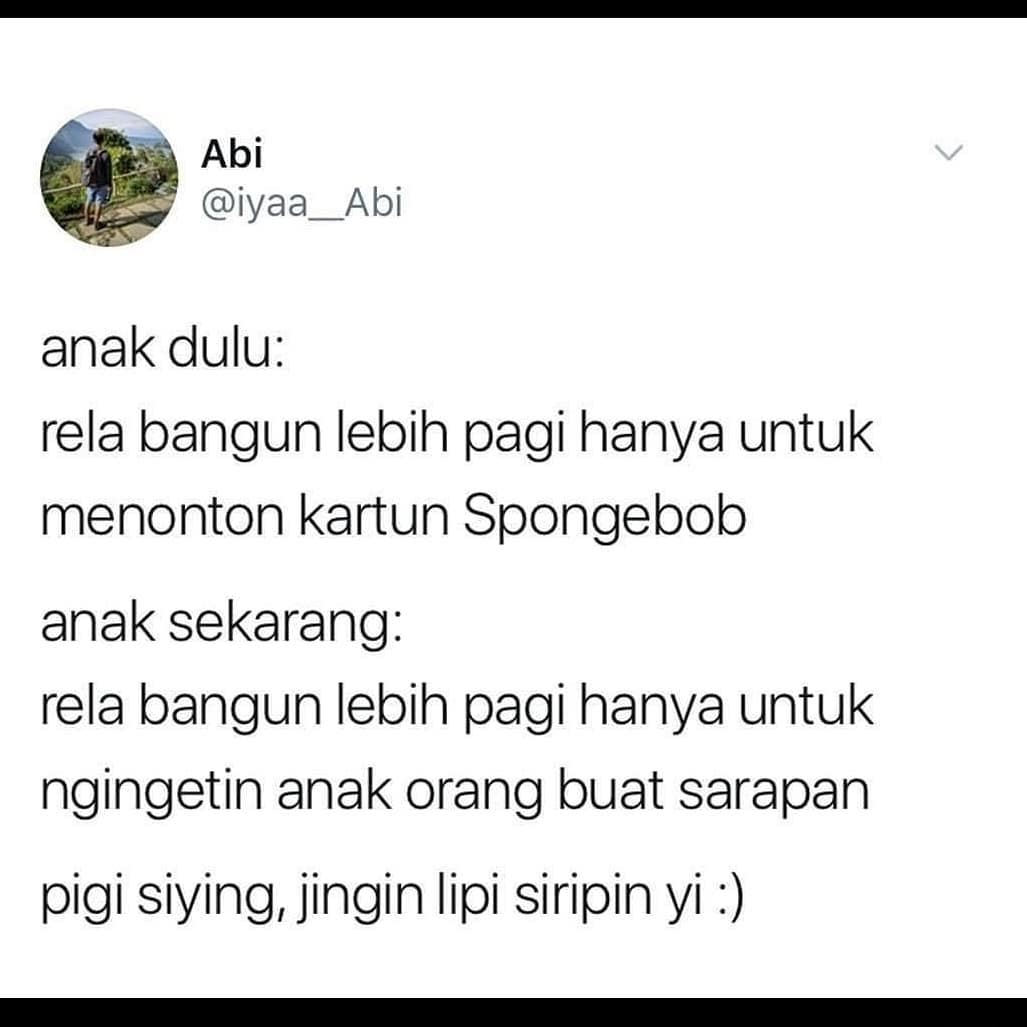 Abi
@iyaa__Abi
anak dulu:
rela bangun lebih pagi hanya untuk
menonton kartun Spongebob
anak sekarang:
rela bangun lebih pagi hanya untuk
ngingetin anak orang buat sarapan
pigi siying, jingin lipi siripin yi :)